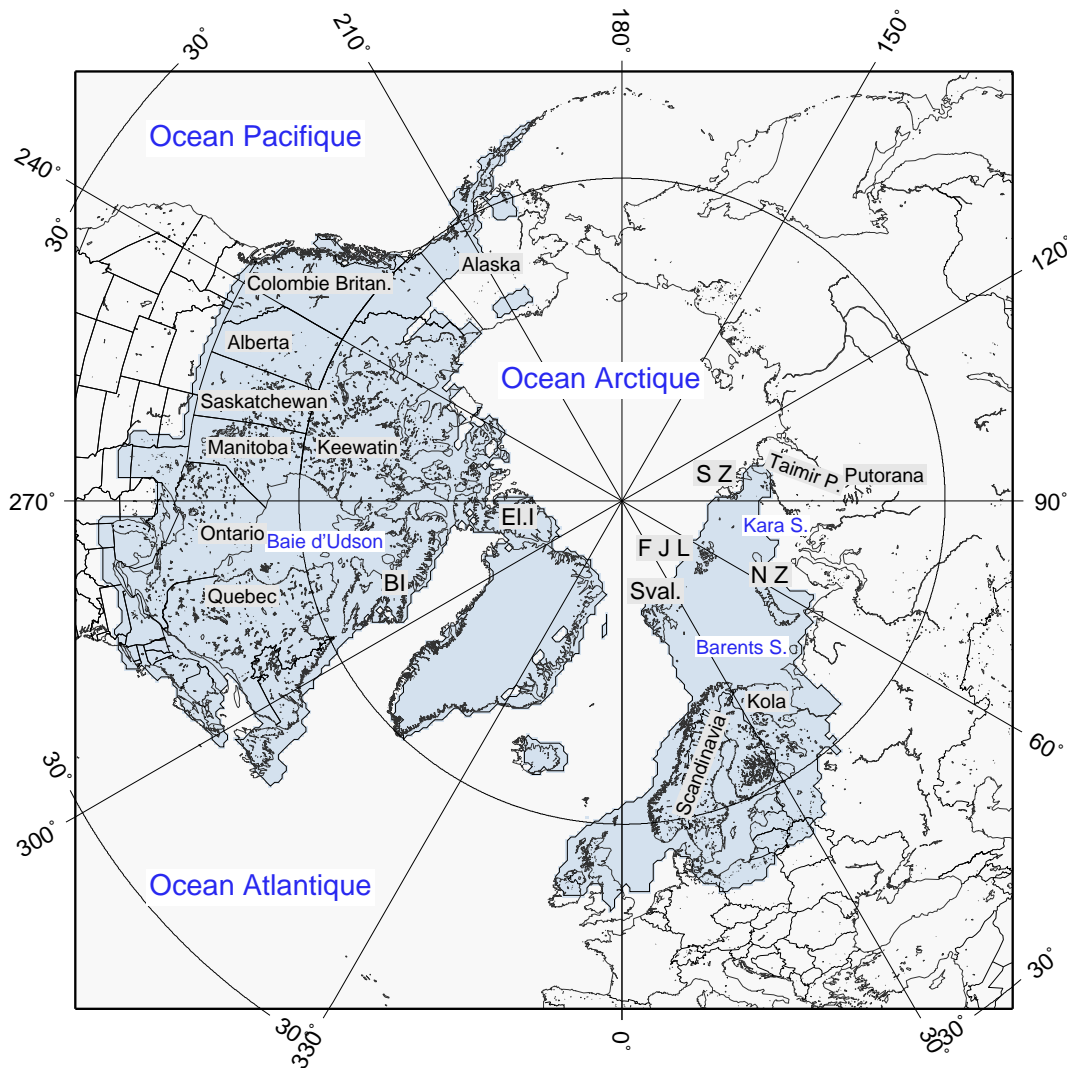 180°
30°
210°
150°
Ocean Pacifique
240°
30°
120°
Alaska
Colombie Britan.
Alberta
Ocean Arctique
Saskatchewan
Manitoba
Keewatin
S Z
Taimir P.
Putorana
270°
90°
El.I
Kara S.
Ontario
Baie d'Udson
F J L
BI
N Z
Sval.
Quebec
Barents S.
Kola
60°
30°
Scandinavia
300°
Ocean Atlantique
30°
30°
330°
0°
30°
30°